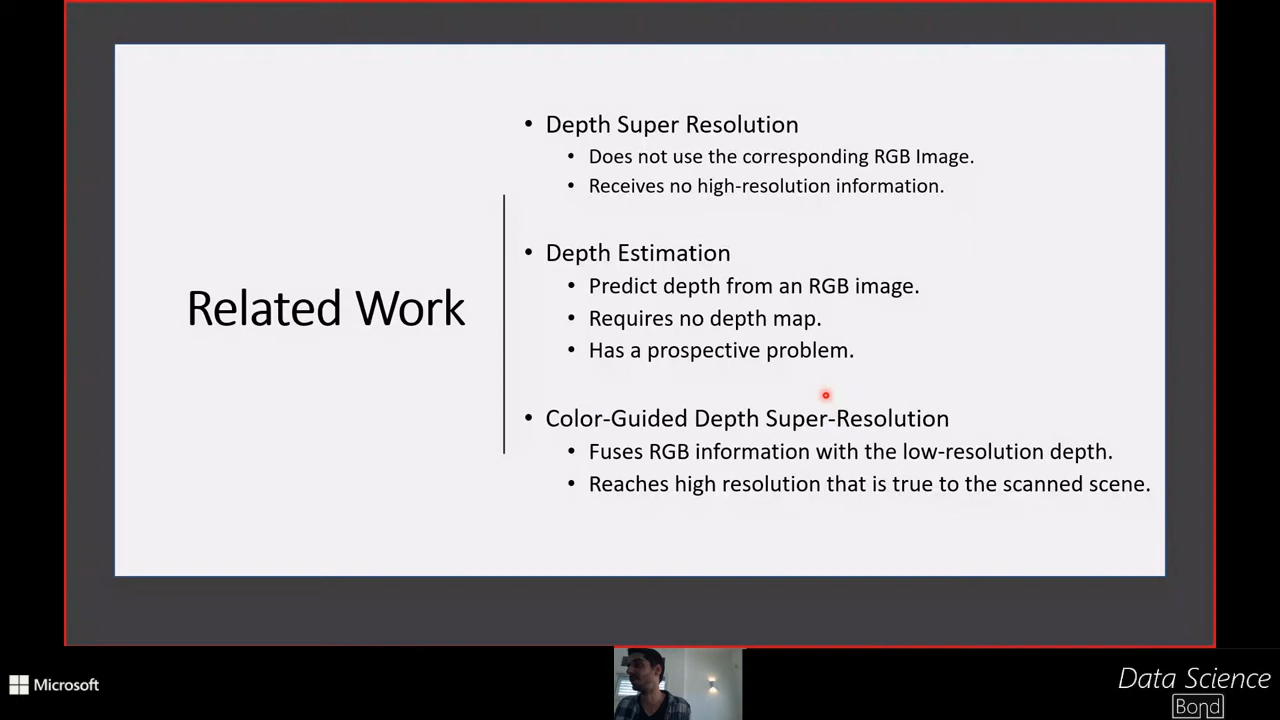 Related Work
• Depth Super Resolution
• Does not use the corresponding RGB Image.
• Receives no high-resolution information.
• Depth Estimation
• Predict depth from an RGB image.
• Requires no depth map.
• Has a prospective problem.
• Color-Guided Depth Super-Resolution
• Fuses RGB information with the low-resolution depth.
• Reaches high resolution that is true to the scanned scene.
Microsoft
Data Science
Bond